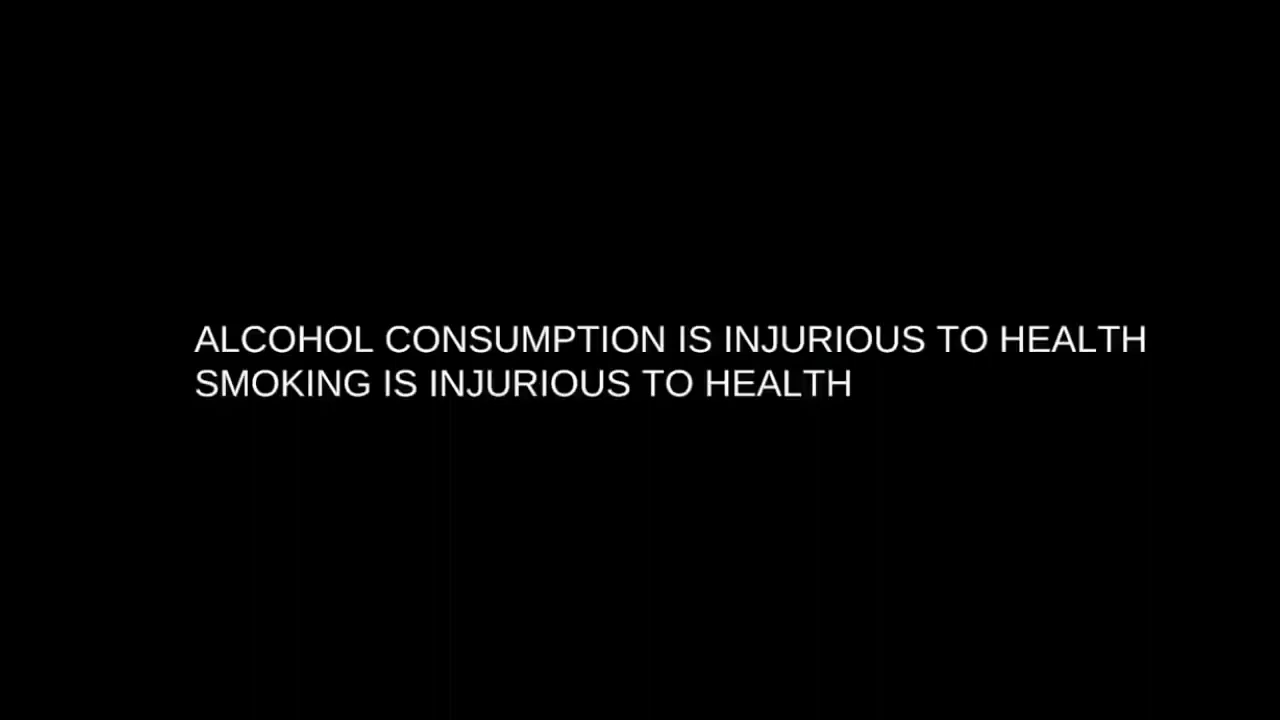 ALCOHOL CONSUMPTION IS INJURIOUS TO HEALTH
SMOKING IS INJURIOUS TO HEALTH